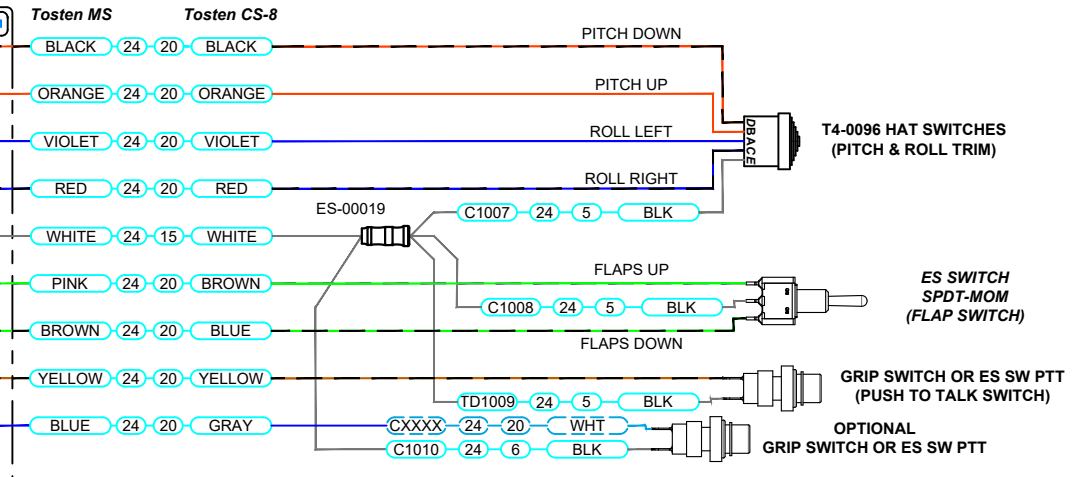 Tosten MS Tosten CS-8
BLACK 24 20 BLACK PITCH DOWN
ORANGE 24 20 ORANGE PITCH UP
VIOLET 24 20 VIOLET ROLL LEFT
DBACE
T4-0096 HAT SWITCHES
(PITCH & ROLL TRIM)
RED 24 20 RED ROLL RIGHT
ES-00019
C1007 24 5 BLK
WHITE 24 15 WHITE
PINK 24 20 BROWN FLAPS UP
C1008 24 5 BLK
ES SWITCH
SPDT-MOM
(FLAP SWITCH)
BROWN 24 20 BLUE FLAPS DOWN
YELLOW 24 20 YELLOW
TD1009 24 5 BLK
GRIP SWITCH OR ES SW PTT
(PUSH TO TALK SWITCH)
BLUE 24 20 GRAY CXXXX 24 20 WHT
C1010 24 6 BLK
OPTIONAL
GRIP SWITCH OR ES SW PTT